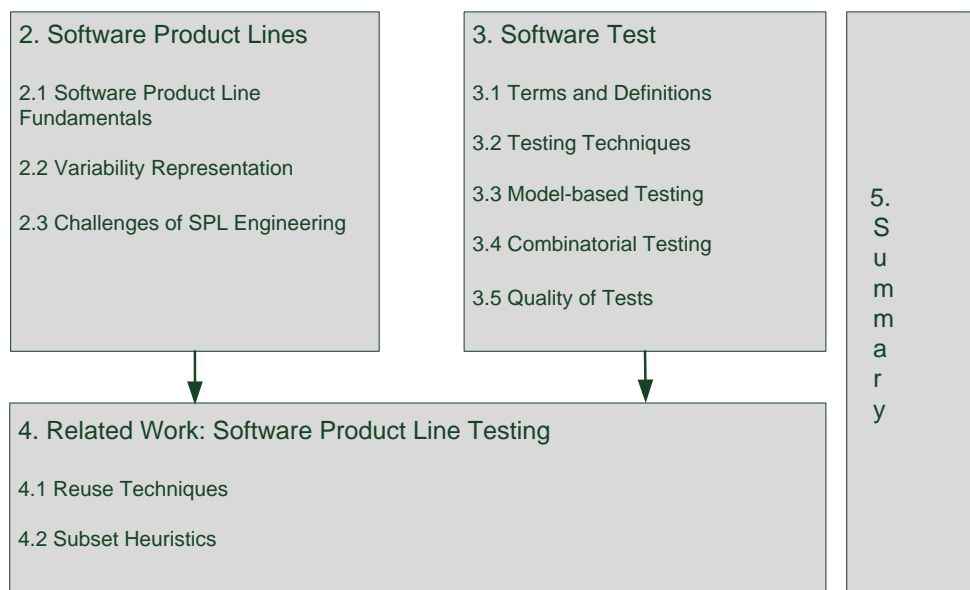 2. Software Product Lines
2.1 Software Product Line
Fundamentals
2.2 Variability Representation
2.3 Challenges of SPL Engineering
3. Software Test
3.1 Terms and Definitions
3.2 Testing Techniques
3.3 Model-based Testing
3.4 Combinatorial Testing
3.5 Quality of Tests
4. Related Work: Software Product Line Testing
4.1 Reuse Techniques
4.2 Subset Heuristics
5.
S
u
m
m
a
r
y